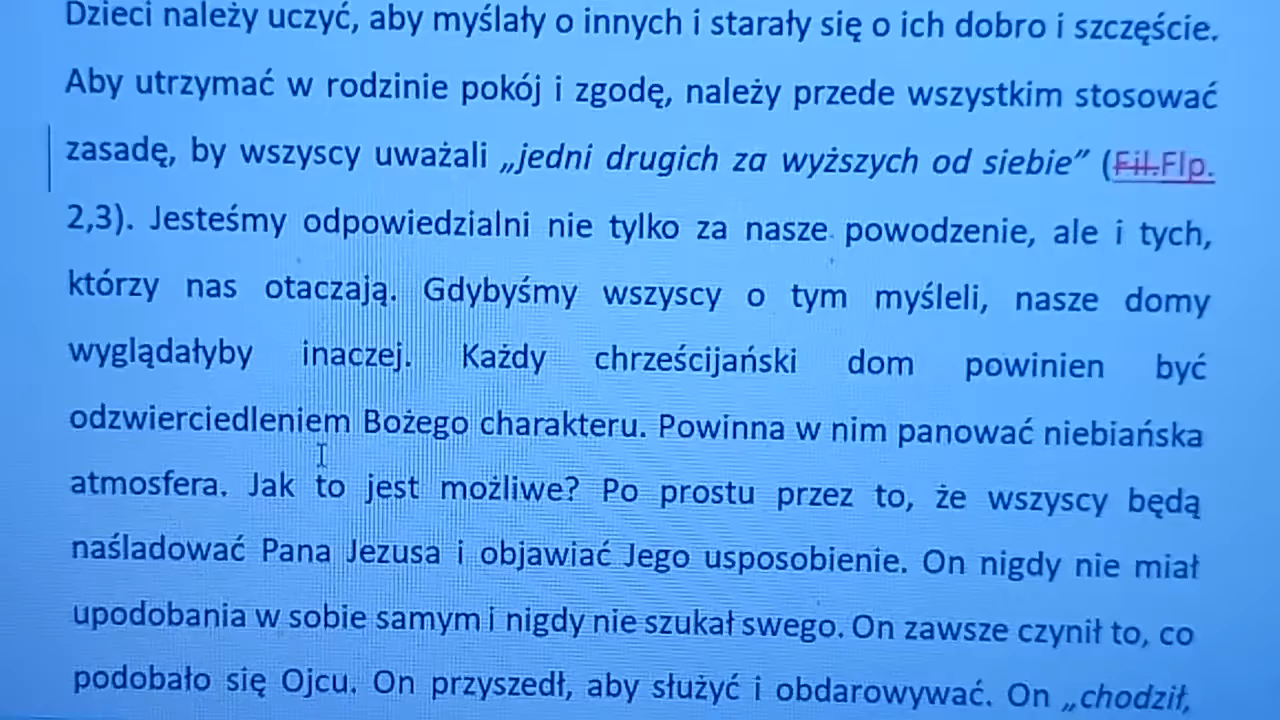 Dzieci należy uczyć, aby myślały o innych i starały się o ich dobro i szczęście.
Aby utrzymać w rodzinie pokój i zgodę, należy przede wszystkim stosować
zasadę, by wszyscy uważali „jedni drugich za wyższych od siebie” (Fil.Flp.
2,3). Jesteśmy odpowiedzialni nie tylko za nasze powodzenie, ale i tych,
którzy nas otaczają. Gdybyśmy wszyscy o tym myśleli, nasze domy
wyglądałyby inaczej. Każdy chrześcijański dom powinien być
odzwierciedleniem Bożego charakteru. Powinna w nim panować niebiańska
atmosfera. Jak to jest możliwe? Po prostu przez to, że wszyscy będą
naśladować Pana Jezusa i objawiać Jego usposobienie. On nigdy nie miał
upodobania w sobie samym i nigdy nie szukał swego. On zawsze czynił to, co
podobało się Ojcu. On przyszedł, aby służyć i obdarowywać. On „chodził,